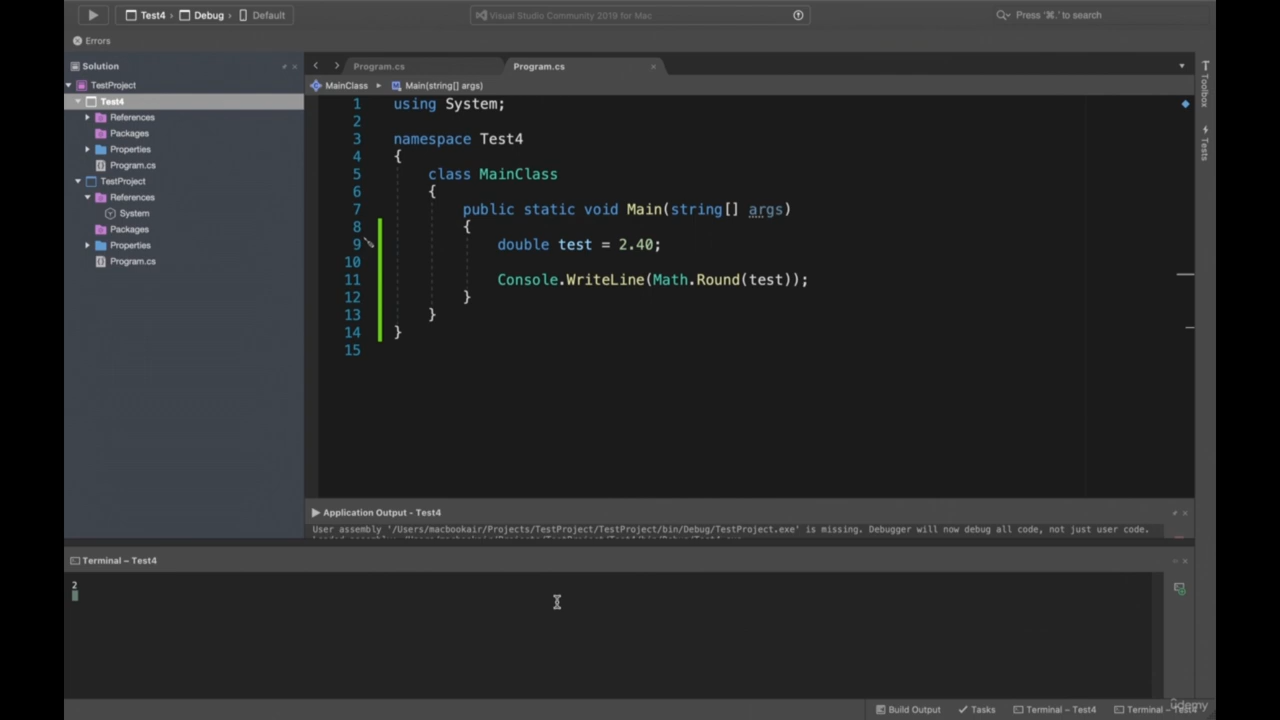 Test4 › Debug › Default
Visual Studio Community 2019 for Mac
Press '⌘.' to search
Errors
Solution
TestProject
Test4
References
Packages
Properties
Program.cs
TestProject
References
System
Packages
Properties
Program.cs
Program.cs
Program.cs
MainClass ▸ Main(string[] args)
1 using System;
2
3 namespace Test4
4 {
5 class MainClass
6 {
7 public static void Main(string[] args)
8 {
9 double test = 2.40;
10
11 Console.WriteLine(Math.Round(test));
12 }
13 }
14 }
15
Toolbox
Tests
Application Output – Test4
User assembly '/Users/macbookair/Projects/TestProject/TestProject/bin/Debug/TestProject.exe' is missing. Debugger will now debug all code, not just user code.
Terminal – Test4
2
Build Output
Tasks
Terminal – Test4
Terminal – Test4
udemy